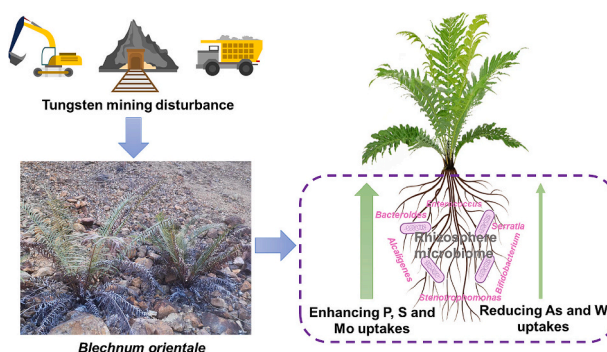 Tungsten mining disturbance
Blechnum orientale
Enterococcus
Bacteroides
Serratia
Rhizosphere
microbiome
Alcaligenes
Bifidobacterium
Stenotrophomonas
Enhancing P, S and
Mo uptakes
Reducing As and W
uptakes